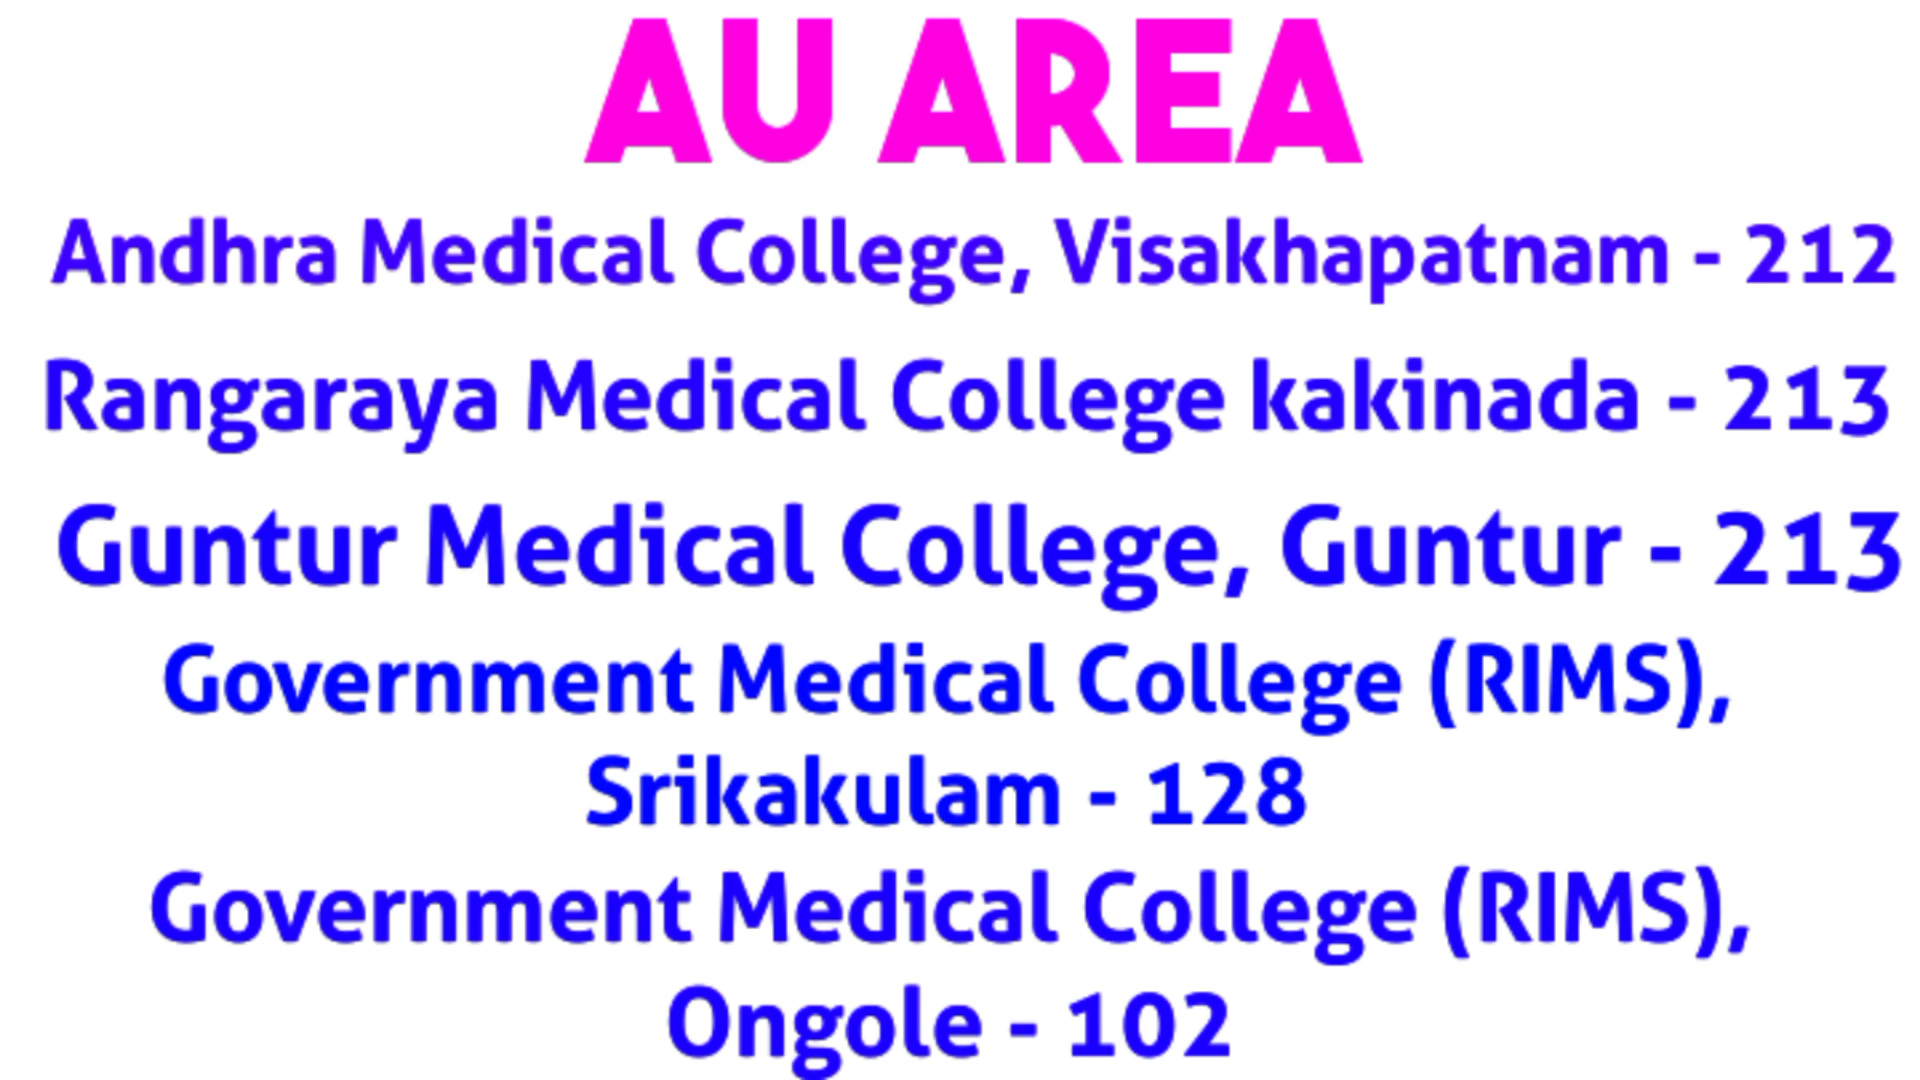 AU AREA
Andhra Medical College, Visakhapatnam - 212
Rangaraya Medical College kakinada - 213
Guntur Medical College, Guntur - 213
Government Medical College (RIMS),
Srikakulam - 128
Government Medical College (RIMS),
Ongole - 102